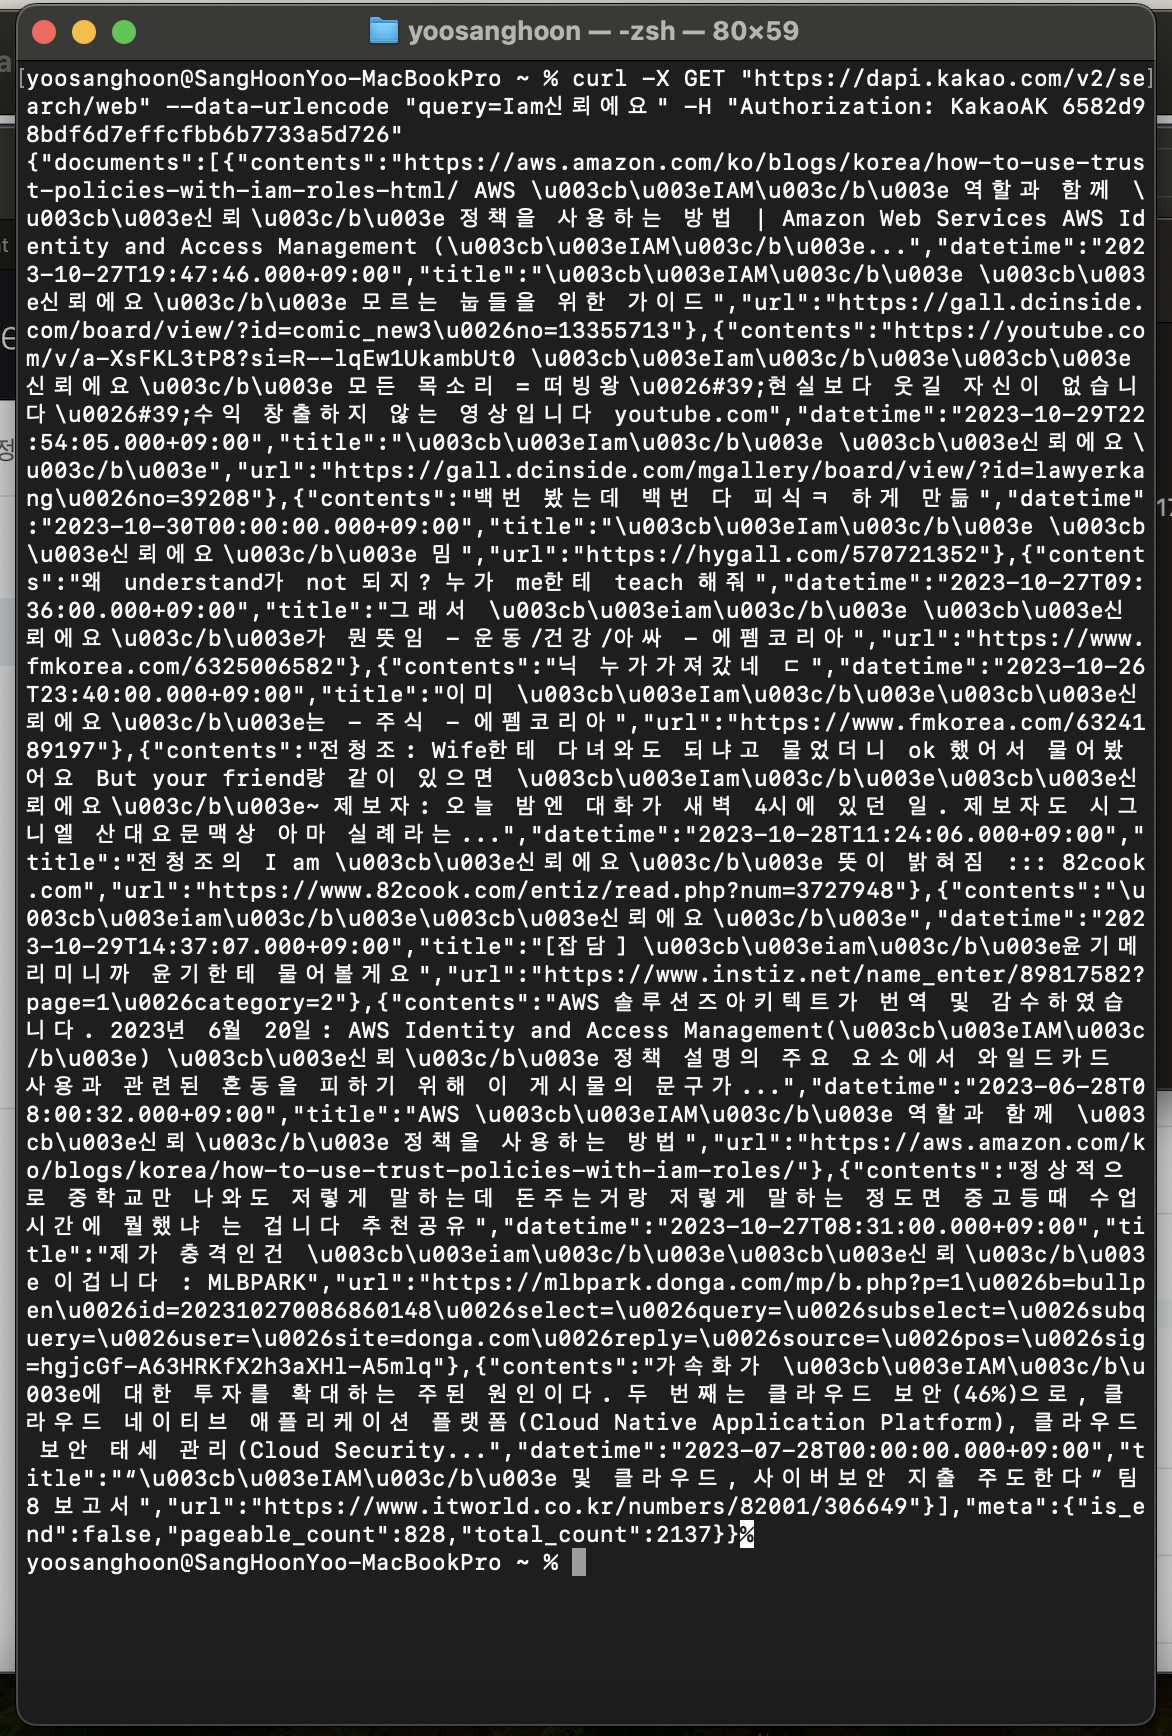 yoosanghoon — -zsh — 80×59
[yoosanghoon@SangHoonYoo-MacBookPro ~ % curl -X GET "https://dapi.kakao.com/v2/se]
arch/web" --data-urlencode "query=Iam신뢰에요" -H "Authorization: KakaoAK 6582d9
8bdf6d7effcfbb6b7733a5d726"
{"documents":[{"contents":"https://aws.amazon.com/ko/blogs/korea/how-to-use-trus
t-policies-with-iam-roles-html/ AWS \u003cb\u003eIAM\u003c/b\u003e 역할과 함께 \
u003cb\u003e신뢰\u003c/b\u003e 정책을 사용하는 방법 | Amazon Web Services AWS Id
entity and Access Management (\u003cb\u003eIAM\u003c/b\u003e...","datetime":"202
3-10-27T19:47:46.000+09:00","title":"\u003cb\u003eIAM\u003c/b\u003e \u003cb\u003
e신뢰에요\u003c/b\u003e 모르는 눕들을 위한 가이드","url":"https://gall.dcinside.
com/board/view/?id=comic_new3\u0026no=13355713"},{"contents":"https://youtube.co
m/v/a-XsFKL3tP8?si=R--lqEw1UkambUt0 \u003cb\u003eIam\u003c/b\u003e\u003cb\u003e
신뢰에요\u003c/b\u003e 모든 목소리 = 떠빙왕\u0026#39;현실보다 웃길 자신이 없습니
다\u0026#39;수익 창출하지 않는 영상입니다 youtube.com","datetime":"2023-10-29T22
:54:05.000+09:00","title":"\u003cb\u003eIam\u003c/b\u003e \u003cb\u003e신뢰에요\
u003c/b\u003e","url":"https://gall.dcinside.com/mgallery/board/view/?id=lawyerka
ng\u0026no=39208"},{"contents":"백번 봤는데 백번 다 피식ㅋ 하게 만듦","datetime"
:"2023-10-30T00:00:00.000+09:00","title":"\u003cb\u003eIam\u003c/b\u003e \u003cb
\u003e신뢰에요\u003c/b\u003e 밈","url":"https://hygall.com/570721352"},{"content
s":"왜 understand가 not 되지? 누가 me한테 teach 해줘","datetime":"2023-10-27T09:
36:00.000+09:00","title":"그래서 \u003cb\u003eiam\u003c/b\u003e \u003cb\u003e신
뢰에요\u003c/b\u003e가 뭔뜻임 - 운동/건강/아싸 - 에펨코리아","url":"https://www.
fmkorea.com/6325006582"},{"contents":"닉 누가가져갔네 ㄷ","datetime":"2023-10-26
T23:40:00.000+09:00","title":"이미 \u003cb\u003eIam\u003c/b\u003e\u003cb\u003e신
뢰에요\u003c/b\u003e는 - 주식 - 에펨코리아","url":"https://www.fmkorea.com/63241
89197"},{"contents":"전청조: Wife한테 다녀와도 되냐고 물었더니 ok했어서 물어봤
어요 But your friend랑 같이 있으면 \u003cb\u003eIam\u003c/b\u003e\u003cb\u003e신
뢰에요\u003c/b\u003e~ 제보자: 오늘 밤엔 대화가 새벽 4시에 있던 일. 제보자도 시그
니엘 산대요문맥상 아마 실례라는...","datetime":"2023-10-28T11:24:06.000+09:00","
title":"전청조의 I am \u003cb\u003e신뢰에요\u003c/b\u003e 뜻이 밝혀짐 ::: 82cook
.com","url":"https://www.82cook.com/entiz/read.php?num=3727948"},{"contents":"\u
003cb\u003eiam\u003c/b\u003e\u003cb\u003e신뢰에요\u003c/b\u003e","datetime":"202
3-10-29T14:37:07.000+09:00","title":"[잡담] \u003cb\u003eiam\u003c/b\u003e윤기메
리미니까 윤기한테 물어볼게요","url":"https://www.instiz.net/name_enter/89817582?
page=1\u0026category=2"},{"contents":"AWS 솔루션즈아키텍트가 번역 및 감수하였습
니다. 2023년 6월 20일: AWS Identity and Access Management(\u003cb\u003eIAM\u003c
/b\u003e) \u003cb\u003e신뢰\u003c/b\u003e 정책 설명의 주요 요소에서 와일드카드
사용과 관련된 혼동을 피하기 위해 이 게시물의 문구가...","datetime":"2023-06-28T0
8:00:32.000+09:00","title":"AWS \u003cb\u003eIAM\u003c/b\u003e 역할과 함께 \u003
cb\u003e신뢰\u003c/b\u003e 정책을 사용하는 방법","url":"https://aws.amazon.com/k
o/blogs/korea/how-to-use-trust-policies-with-iam-roles/"},{"contents":"정상적으
로 중학교만 나와도 저렇게 말하는데 돈주는거랑 저렇게 말하는 정도면 중고등때 수업
시간에 뭘했냐 는 겁니다 추천공유","datetime":"2023-10-27T08:31:00.000+09:00","ti
tle":"제가 충격인건 \u003cb\u003eiam\u003c/b\u003e\u003cb\u003e신뢰\u003c/b\u003
e이겁니다 : MLBPARK","url":"https://mlbpark.donga.com/mp/b.php?p=1\u0026b=bullp
en\u0026id=202310270086860148\u0026select=\u0026query=\u0026subselect=\u0026subq
uery=\u0026user=\u0026site=donga.com\u0026reply=\u0026source=\u0026pos=\u0026sig
=hgjcGf-A63HRKfX2h3aXHl-A5mlq"},{"contents":"가속화가 \u003cb\u003eIAM\u003c/b\u
003e에 대한 투자를 확대하는 주된 원인이다. 두 번째는 클라우드 보안(46%)으로, 클
라우드 네이티브 애플리케이션 플랫폼(Cloud Native Application Platform), 클라우드
 보안 태세 관리(Cloud Security...","datetime":"2023-07-28T00:00:00.000+09:00","t
itle":"“\u003cb\u003eIAM\u003c/b\u003e 및 클라우드, 사이버보안 지출 주도한다” 팀
8 보고서","url":"https://www.itworld.co.kr/numbers/82001/306649"}],"meta":{"is_e
nd":false,"pageable_count":828,"total_count":2137}}%
yoosanghoon@SangHoonYoo-MacBookPro ~ %